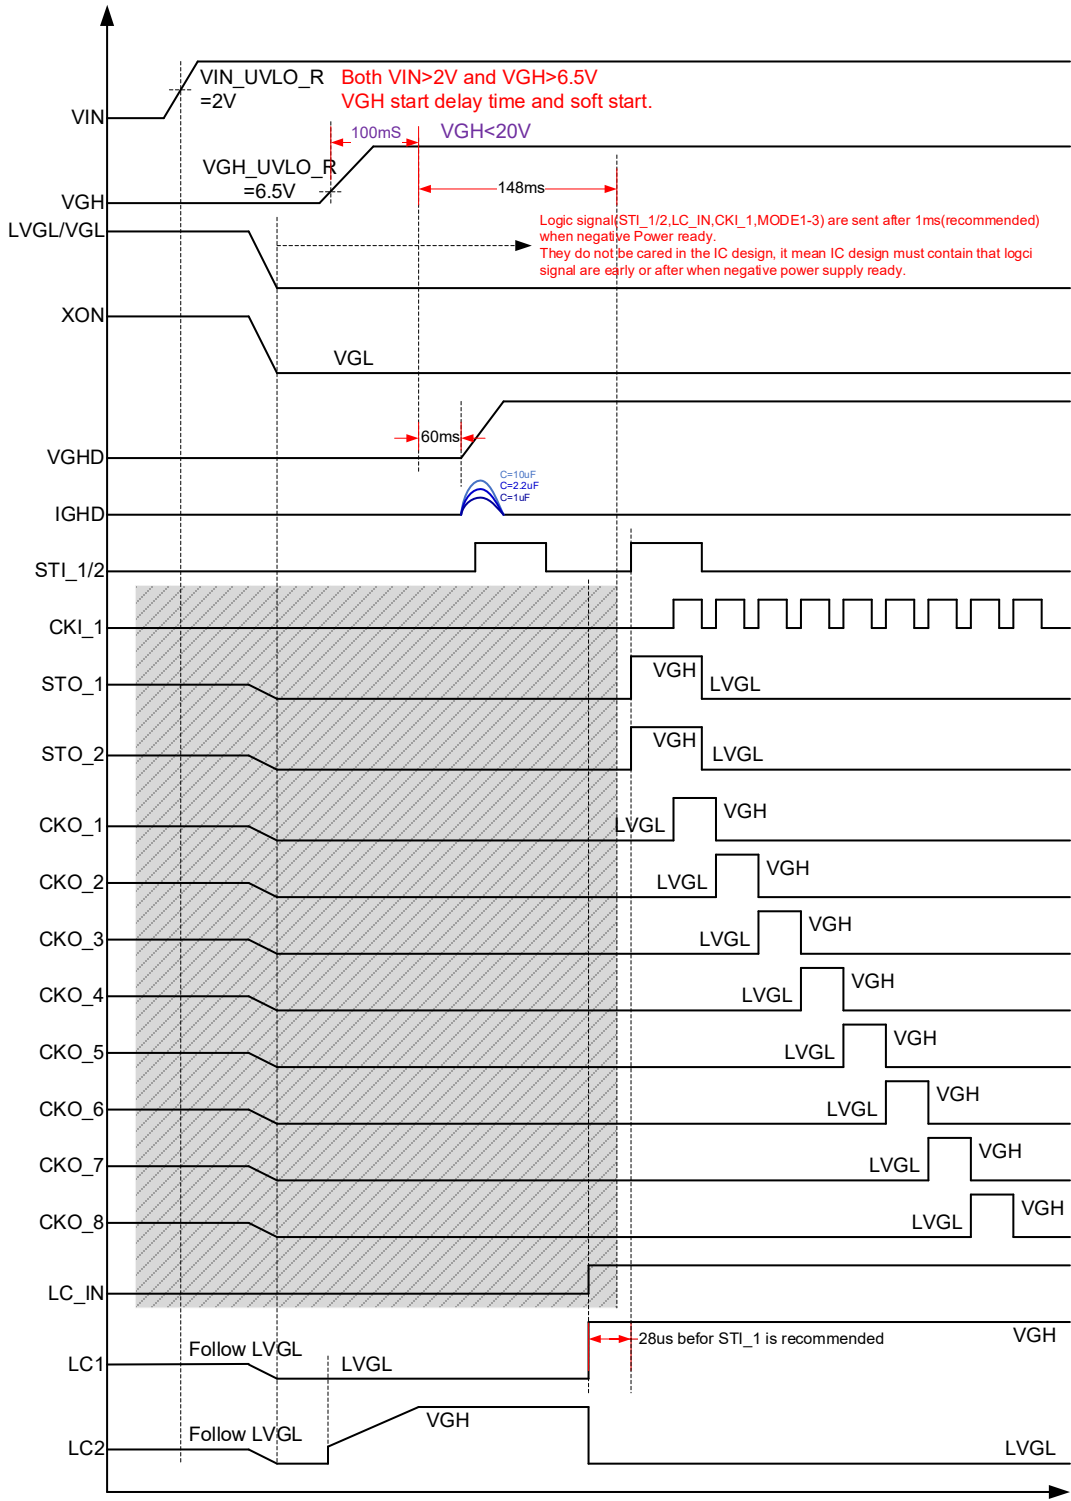 VIN_UVLO_R
=2V
Both VIN>2V and VGH>6.5V
VGH start delay time and soft start.
VIN
100mS
VGH<20V
VGH_UVLO_R
=6.5V
148ms
VGH
LVGL/VGL
Logic signal(STI_1/2,LC_IN,CKI_1,MODE1-3) are sent after 1ms(recommended)
when negative Power ready.
They do not be cared in the IC design, it mean IC design must contain that logci
signal are early or after when negative power supply ready.
XON
VGL
60ms
VGHD
C=10uF
C=2.2uF
C=1uF
IGHD
STI_1/2
CKI_1
STO_1
VGH
LVGL
STO_2
VGH
LVGL
CKO_1
LVGL
VGH
CKO_2
LVGL
VGH
CKO_3
LVGL
VGH
CKO_4
LVGL
VGH
CKO_5
LVGL
VGH
CKO_6
LVGL
VGH
CKO_7
LVGL
VGH
CKO_8
LVGL
VGH
LC_IN
28us befor STI_1 is recommended
VGH
Follow LVGL
LC1
LVGL
VGH
Follow LVGL
LC2
LVGL